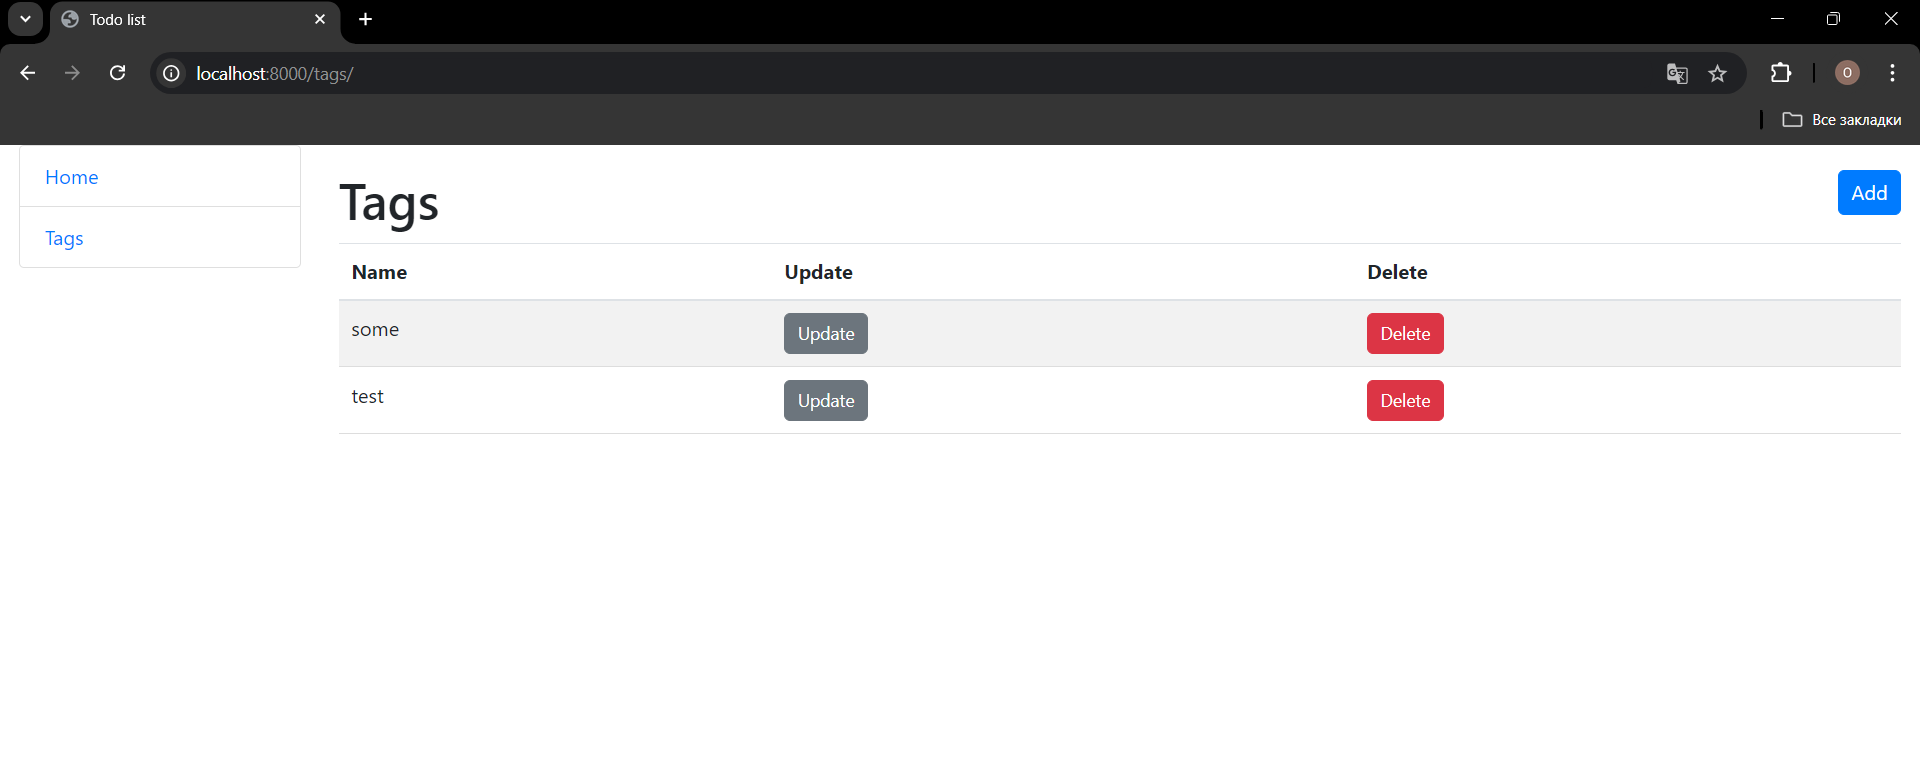 Todo list
localhost:8000/tags/
O
Все закладки
Home
Tags
Tags
Add
Name Update Delete
some Update Delete
test Update Delete